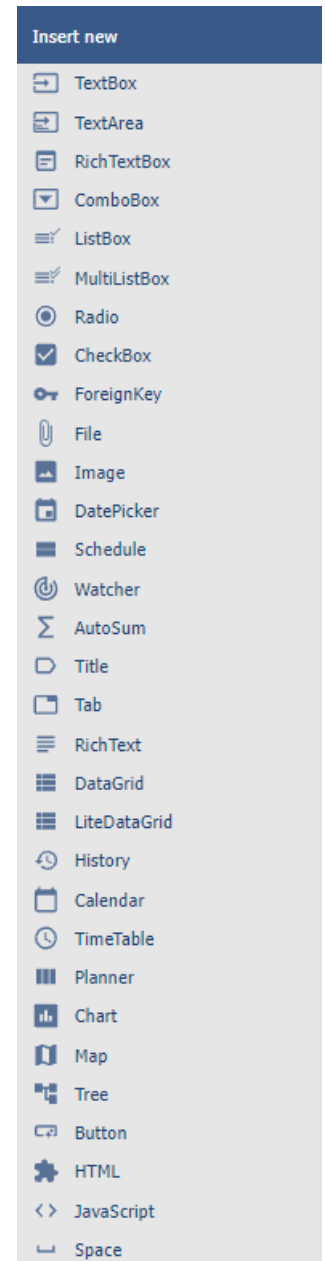 Insert new
TextBox
TextArea
RichTextBox
ComboBox
ListBox
MultiListBox
Radio
CheckBox
ForeignKey
File
Image
DatePicker
Schedule
Watcher
AutoSum
Title
Tab
RichText
DataGrid
LiteDataGrid
History
Calendar
TimeTable
Planner
Chart
Map
Tree
Button
HTML
JavaScript
Space